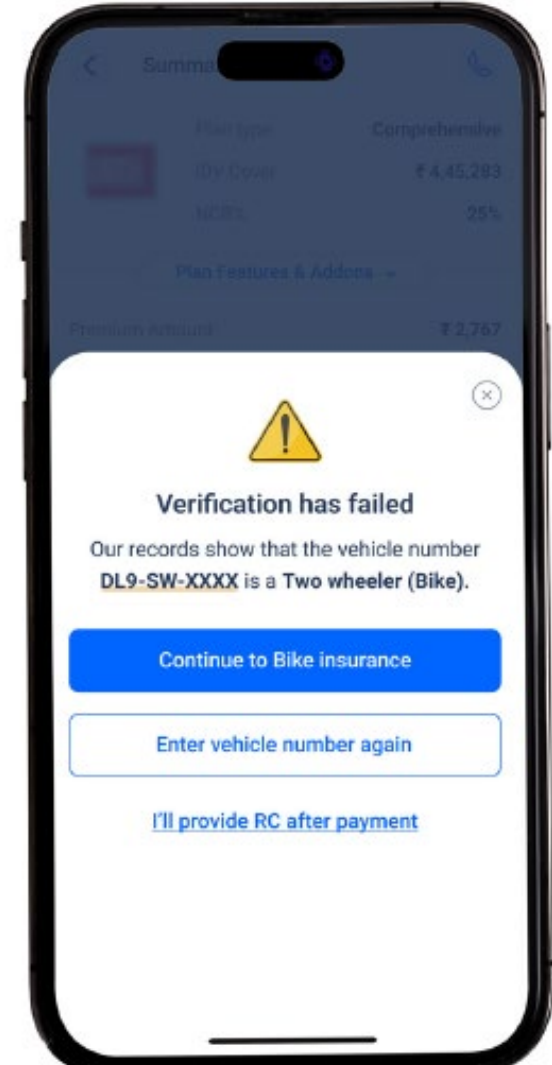 Summa
Plan type Comprehensive
IDV Cover ₹ 4,45,283
25%
Plan Features & Addons
Premium Amount ₹ 2,767
Verification has failed
Our records show that the vehicle number
DL9-SW-XXXX is a Two wheeler (Bike).
Continue to Bike insurance
Enter vehicle number again
I'll provide RC after payment